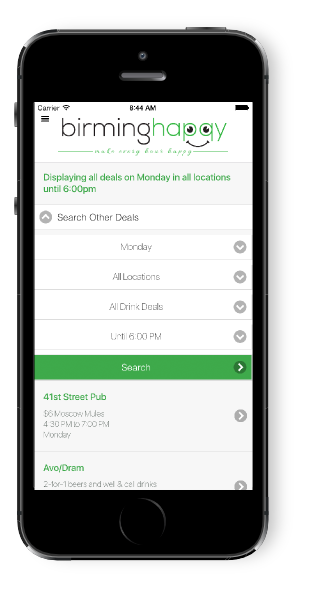 Carrier
8:44 AM
birminghappy
make every hour happy
Displaying all deals on Monday in all locations
until 6:00pm
Search Other Deals
Monday
All Locations
All Drink Deals
Until 6:00 PM
Search
41st Street Pub
$6 Moscow Mules
4:30 PM to 7:00 PM
Monday
Avo/Dram
2-for-1 beers and well & call drinks